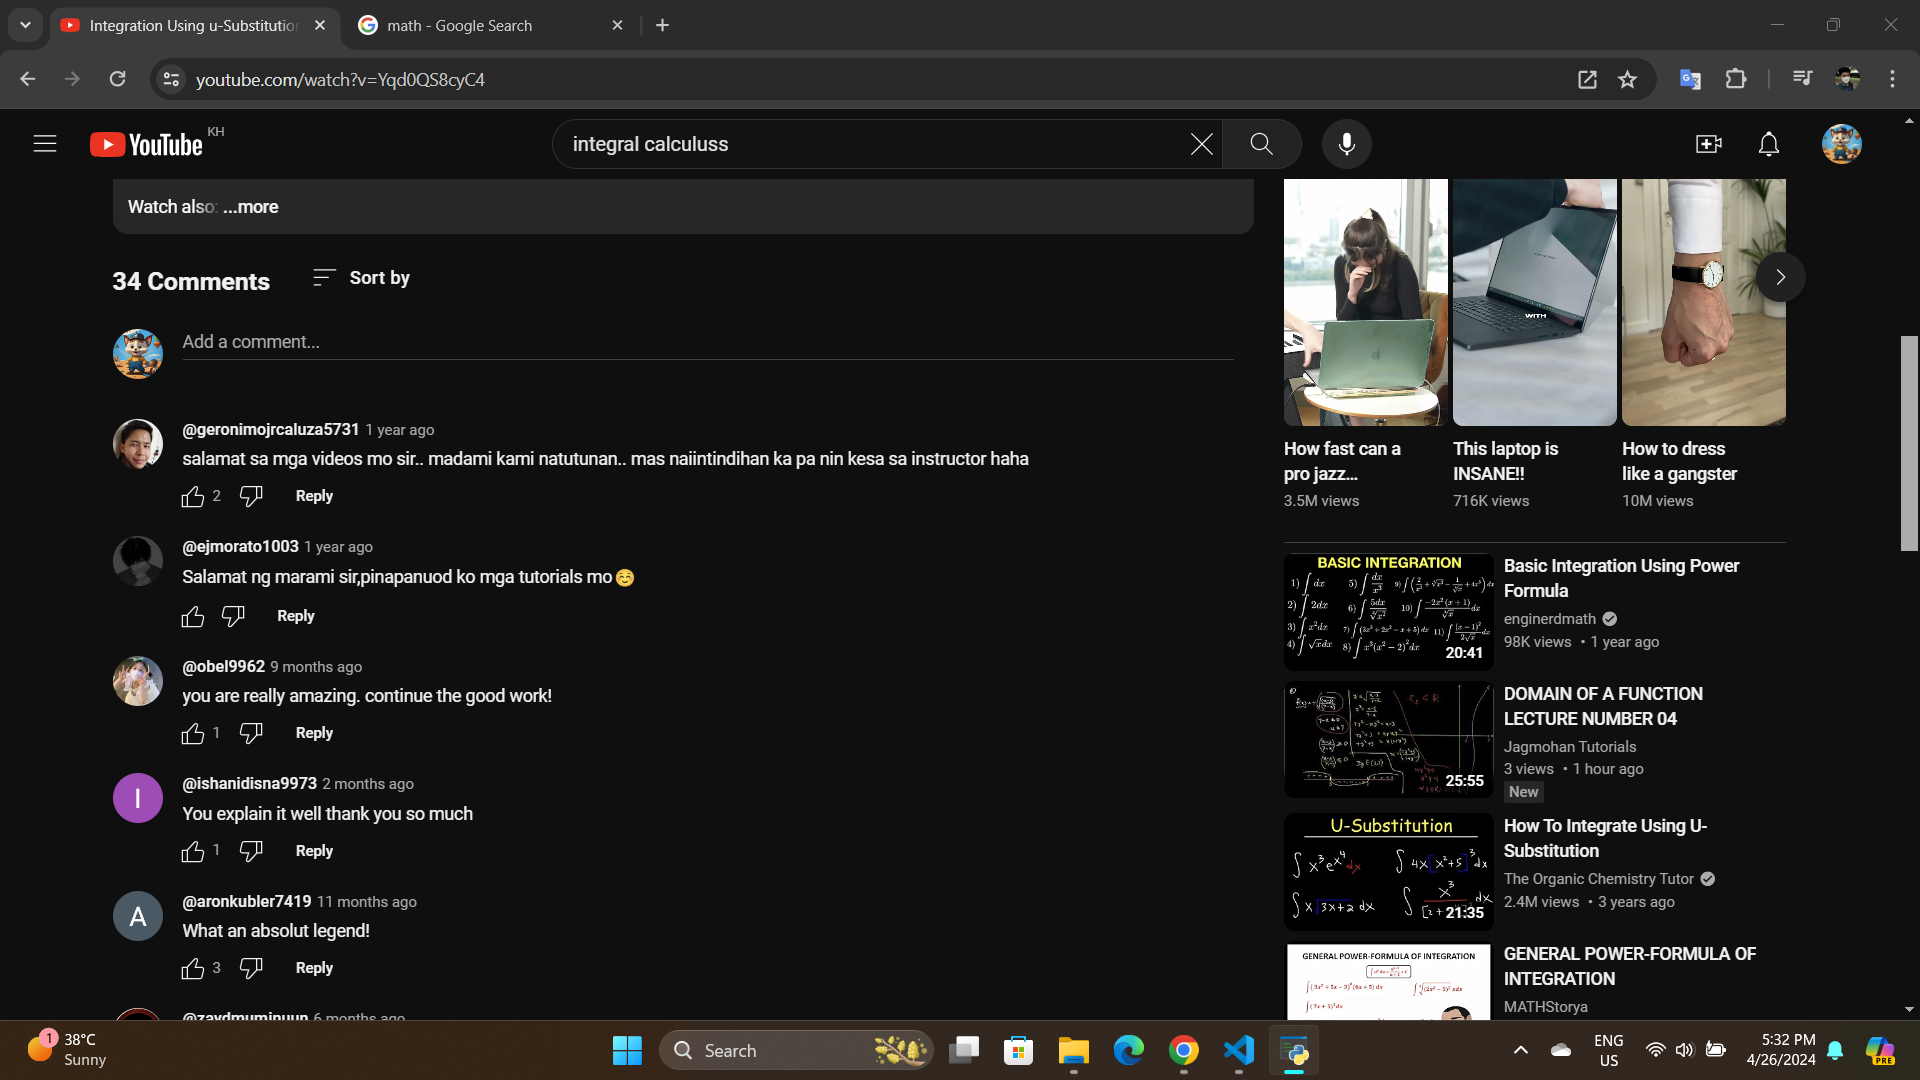 Integration Using u-Substitution
math - Google Search
youtube.com/watch?v=Yqd0QS8cyC4
YouTube KH
integral calculuss
Watch also: ...more
34 Comments
Sort by
Add a comment...
@geronimojrcaluza5731 1 year ago
salamat sa mga videos mo sir.. madami kami natutunan.. mas naiintindihan ka pa nin kesa sa instructor haha
2 Reply
@ejmorato1003 1 year ago
Salamat ng marami sir,pinapanuod ko mga tutorials mo☺️
Reply
@obel9962 9 months ago
you are really amazing. continue the good work!
1 Reply
I
@ishanidisna9973 2 months ago
You explain it well thank you so much
1 Reply
A
@aronkubler7419 11 months ago
What an absolut legend!
3 Reply
@zaydmuminuun 6 months ago
WITH
How fast can a
pro jazz...
3.5M views
This laptop is
INSANE!!
716K views
How to dress
like a gangster
10M views
BASIC INTEGRATION
20:41
Basic Integration Using Power
Formula
enginerdmath
98K views • 1 year ago
25:55
DOMAIN OF A FUNCTION
LECTURE NUMBER 04
Jagmohan Tutorials
3 views • 1 hour ago
New
U-Substitution
∫ x³eˣ⁴dx ∫ 4x[x²+5]³dx
∫ x√3x+2 dx
21:35
How To Integrate Using U-
Substitution
The Organic Chemistry Tutor
2.4M views • 3 years ago
GENERAL POWER-FORMULA OF INTEGRATION
GENERAL POWER-FORMULA OF
INTEGRATION
MATHStorya
1
38°C
Sunny
Search
ENG
US
5:32 PM
4/26/2024
PRE